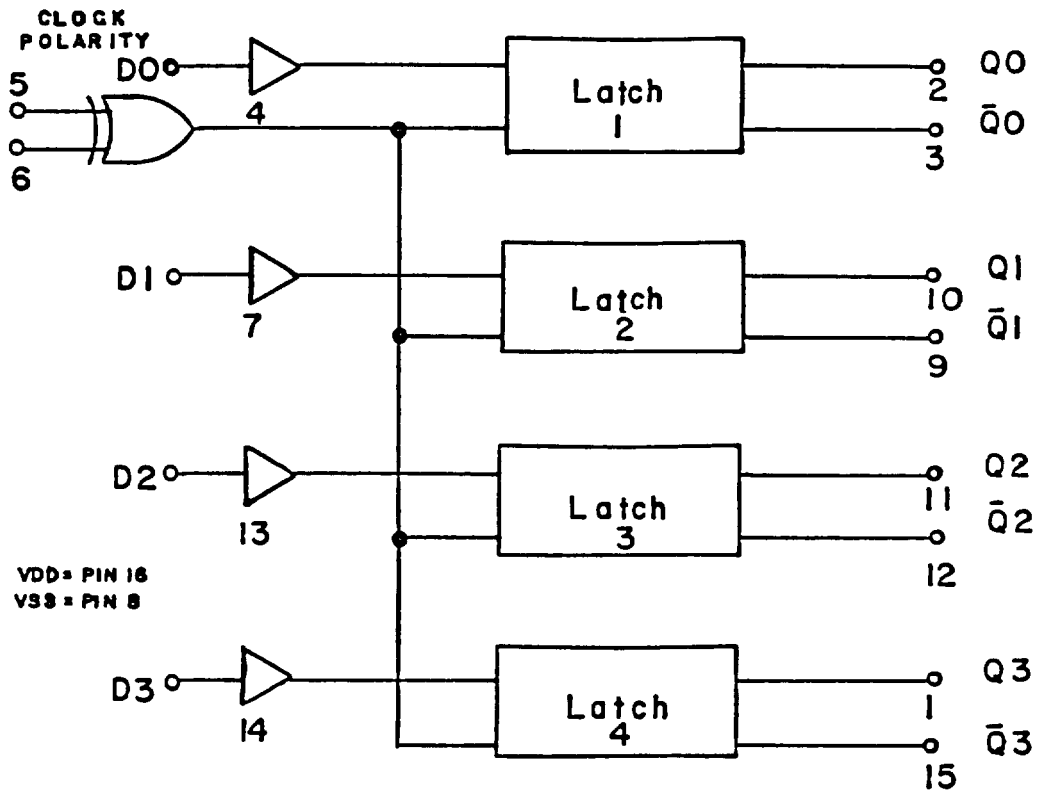 CLOCK
POLARITY
5
6
D0
4
Latch
1
Q0
2
Q̄0
3
D1
7
Latch
2
Q1
10
Q̄1
9
D2
13
Latch
3
Q2
11
Q̄2
12
VDD= PIN 16
VSS = PIN 8
D3
14
Latch
4
Q3
1
Q̄3
15